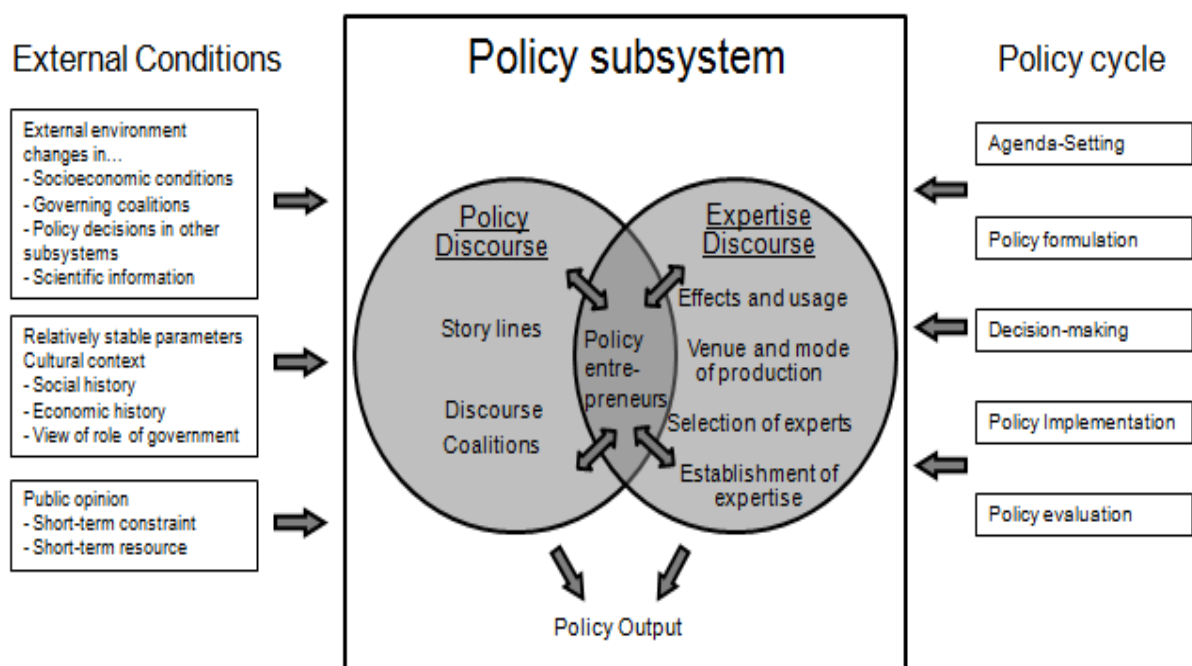 External Conditions
External environment
changes in…
- Socioeconomic conditions
- Governing coalitions
- Policy decisions in other
subsystems
- Scientific information
Relatively stable parameters
Cultural context
- Social history
- Economic history
- View of role of government
Public opinion
- Short-term constraint
- Short-term resource
Policy subsystem
Policy
Discourse
Story lines
Discourse
Coalitions
Policy
entre-
preneurs
Expertise
Discourse
Effects and usage
Venue and mode
of production
Selection of experts
Establishment of
expertise
Policy Output
Policy cycle
Agenda-Setting
Policy formulation
Decision-making
Policy Implementation
Policy evaluation